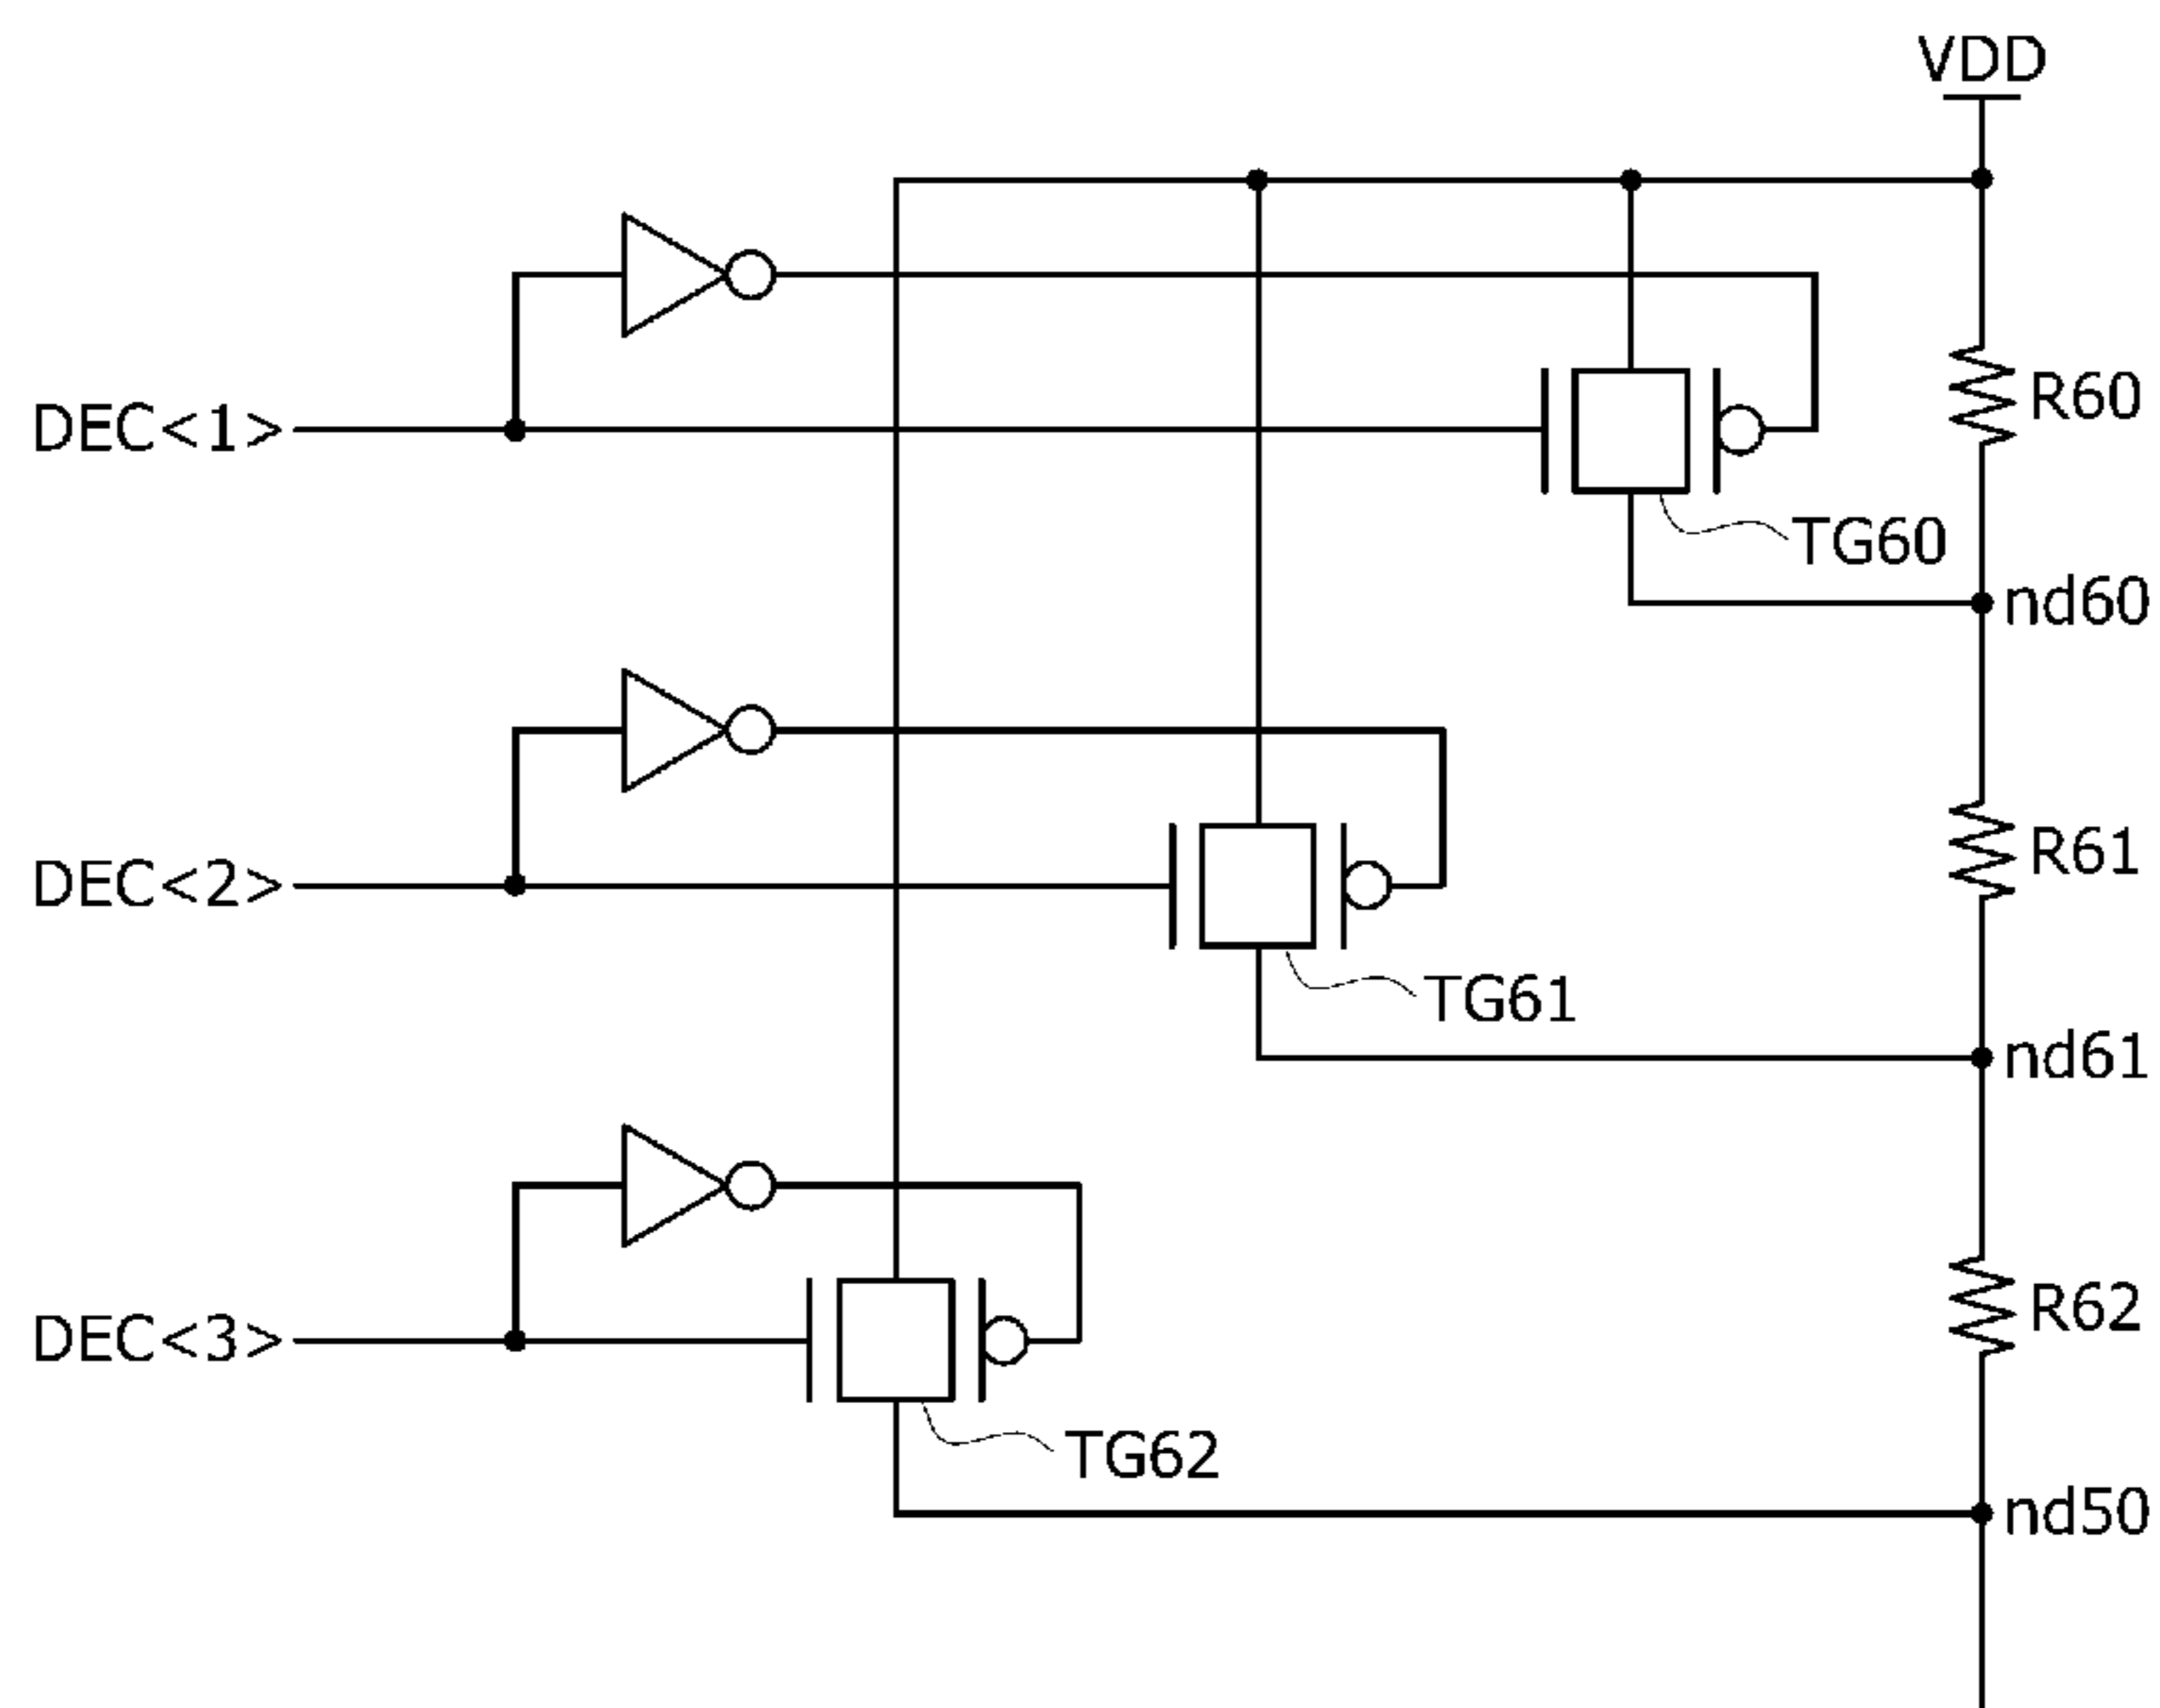 VDD
DEC<1>
R60
TG60
nd60
DEC<2>
R61
TG61
nd61
DEC<3>
R62
TG62
nd50